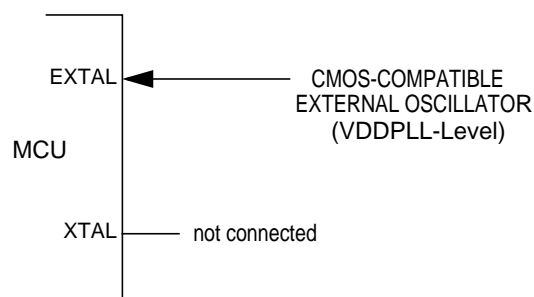 EXTAL
CMOS-COMPATIBLE
EXTERNAL OSCILLATOR
(VDDPLL-Level)
MCU
XTAL
not connected